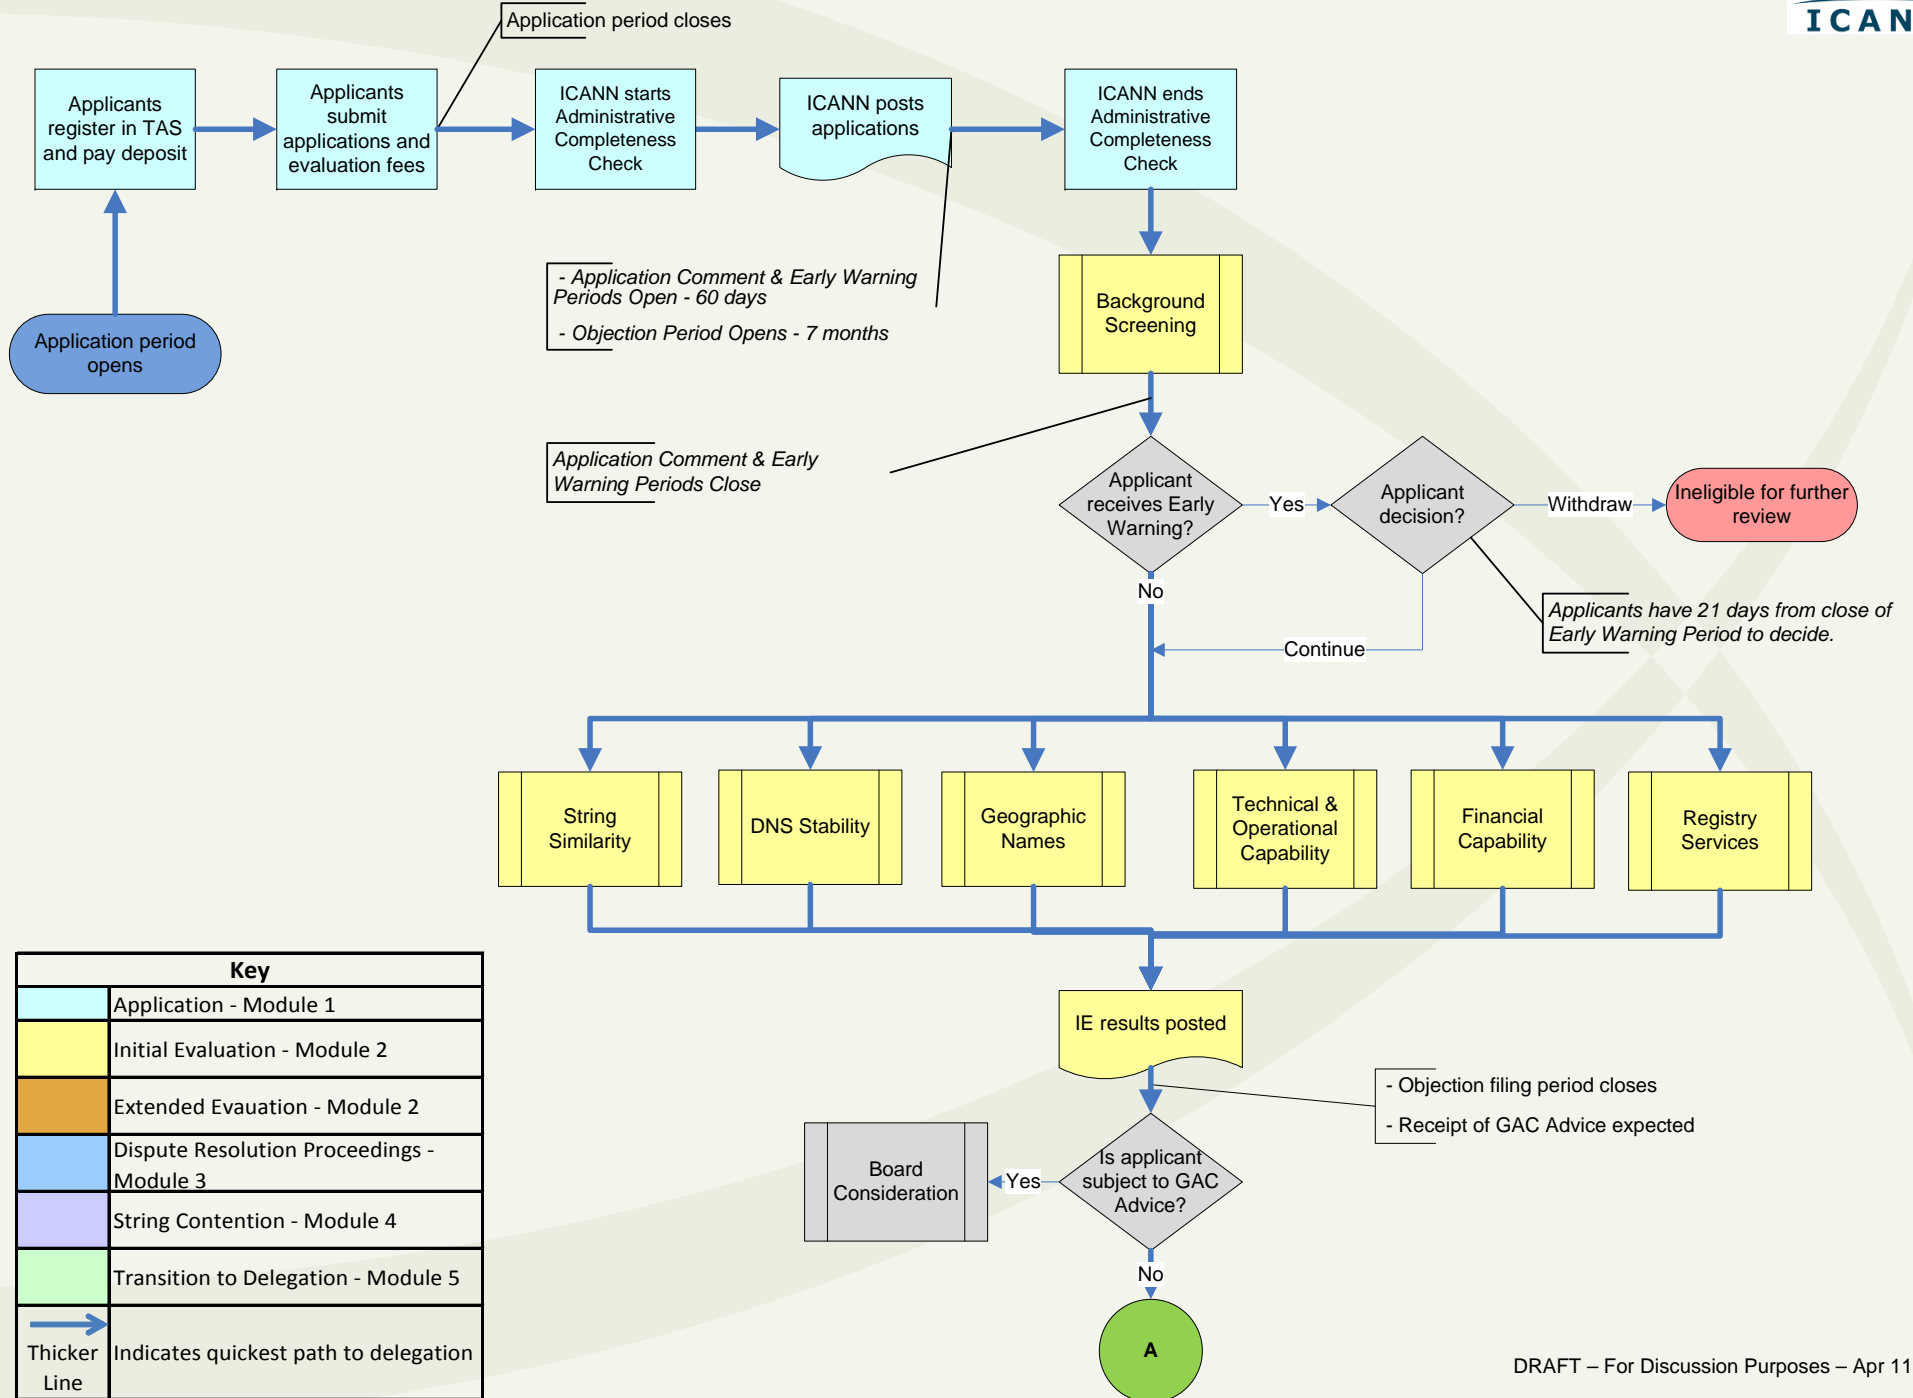 Application period closes
ICAN
Applicants
register in TAS
and pay deposit
Applicants
submit
applications and
evaluation fees
ICANN starts
Administrative
Completeness
Check
ICANN posts
applications
ICANN ends
Administrative
Completeness
Check
- Application Comment & Early Warning
Periods Open - 60 days
- Objection Period Opens - 7 months
Background
Screening
Application period
opens
Application Comment & Early
Warning Periods Close
Applicant
receives Early
Warning?
Yes
Applicant
decision?
Withdraw
Ineligible for further
review
No
Applicants have 21 days from close of
Early Warning Period to decide.
Continue
String
Similarity
DNS Stability
Geographic
Names
Technical &
Operational
Capability
Financial
Capability
Registry
Services
IE results posted
- Objection filing period closes
- Receipt of GAC Advice expected
Board
Consideration
Yes
Is applicant
subject to GAC
Advice?
No
A
Key
Application - Module 1
Initial Evaluation - Module 2
Extended Evauation - Module 2
Dispute Resolution Proceedings -
Module 3
String Contention - Module 4
Transition to Delegation - Module 5
Thicker
Line
Indicates quickest path to delegation
DRAFT – For Discussion Purposes – Apr 11